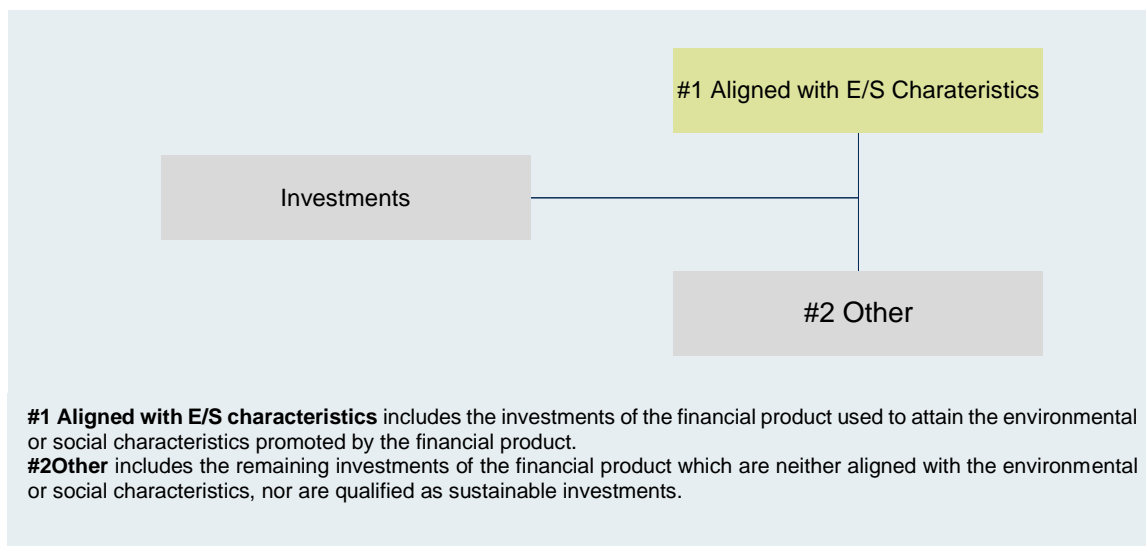 #1 Aligned with E/S Charateristics
Investments
#2 Other
#1 Aligned with E/S characteristics includes the investments of the financial product used to attain the environmental
or social characteristics promoted by the financial product.
#2Other includes the remaining investments of the financial product which are neither aligned with the environmental
or social characteristics, nor are qualified as sustainable investments.